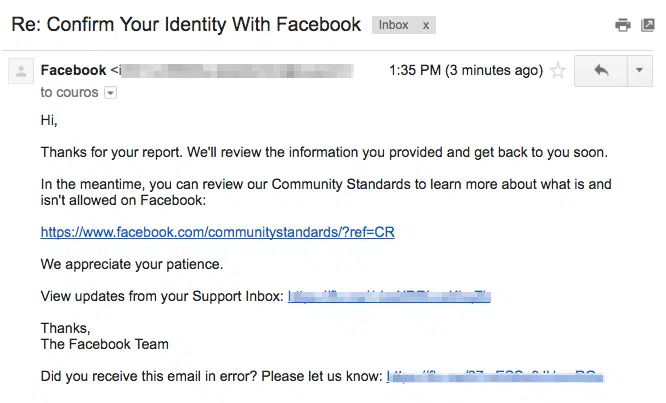 Re: Confirm Your Identity With Facebook Inbox x
Facebook <i 1:35 PM (3 minutes ago)
to couros
Hi,
Thanks for your report. We'll review the information you provided and get back to you soon.
In the meantime, you can review our Community Standards to learn more about what is and
isn't allowed on Facebook:
https://www.facebook.com/communitystandards/?ref=CR
We appreciate your patience.
View updates from your Support Inbox:
Thanks,
The Facebook Team
Did you receive this email in error? Please let us know: